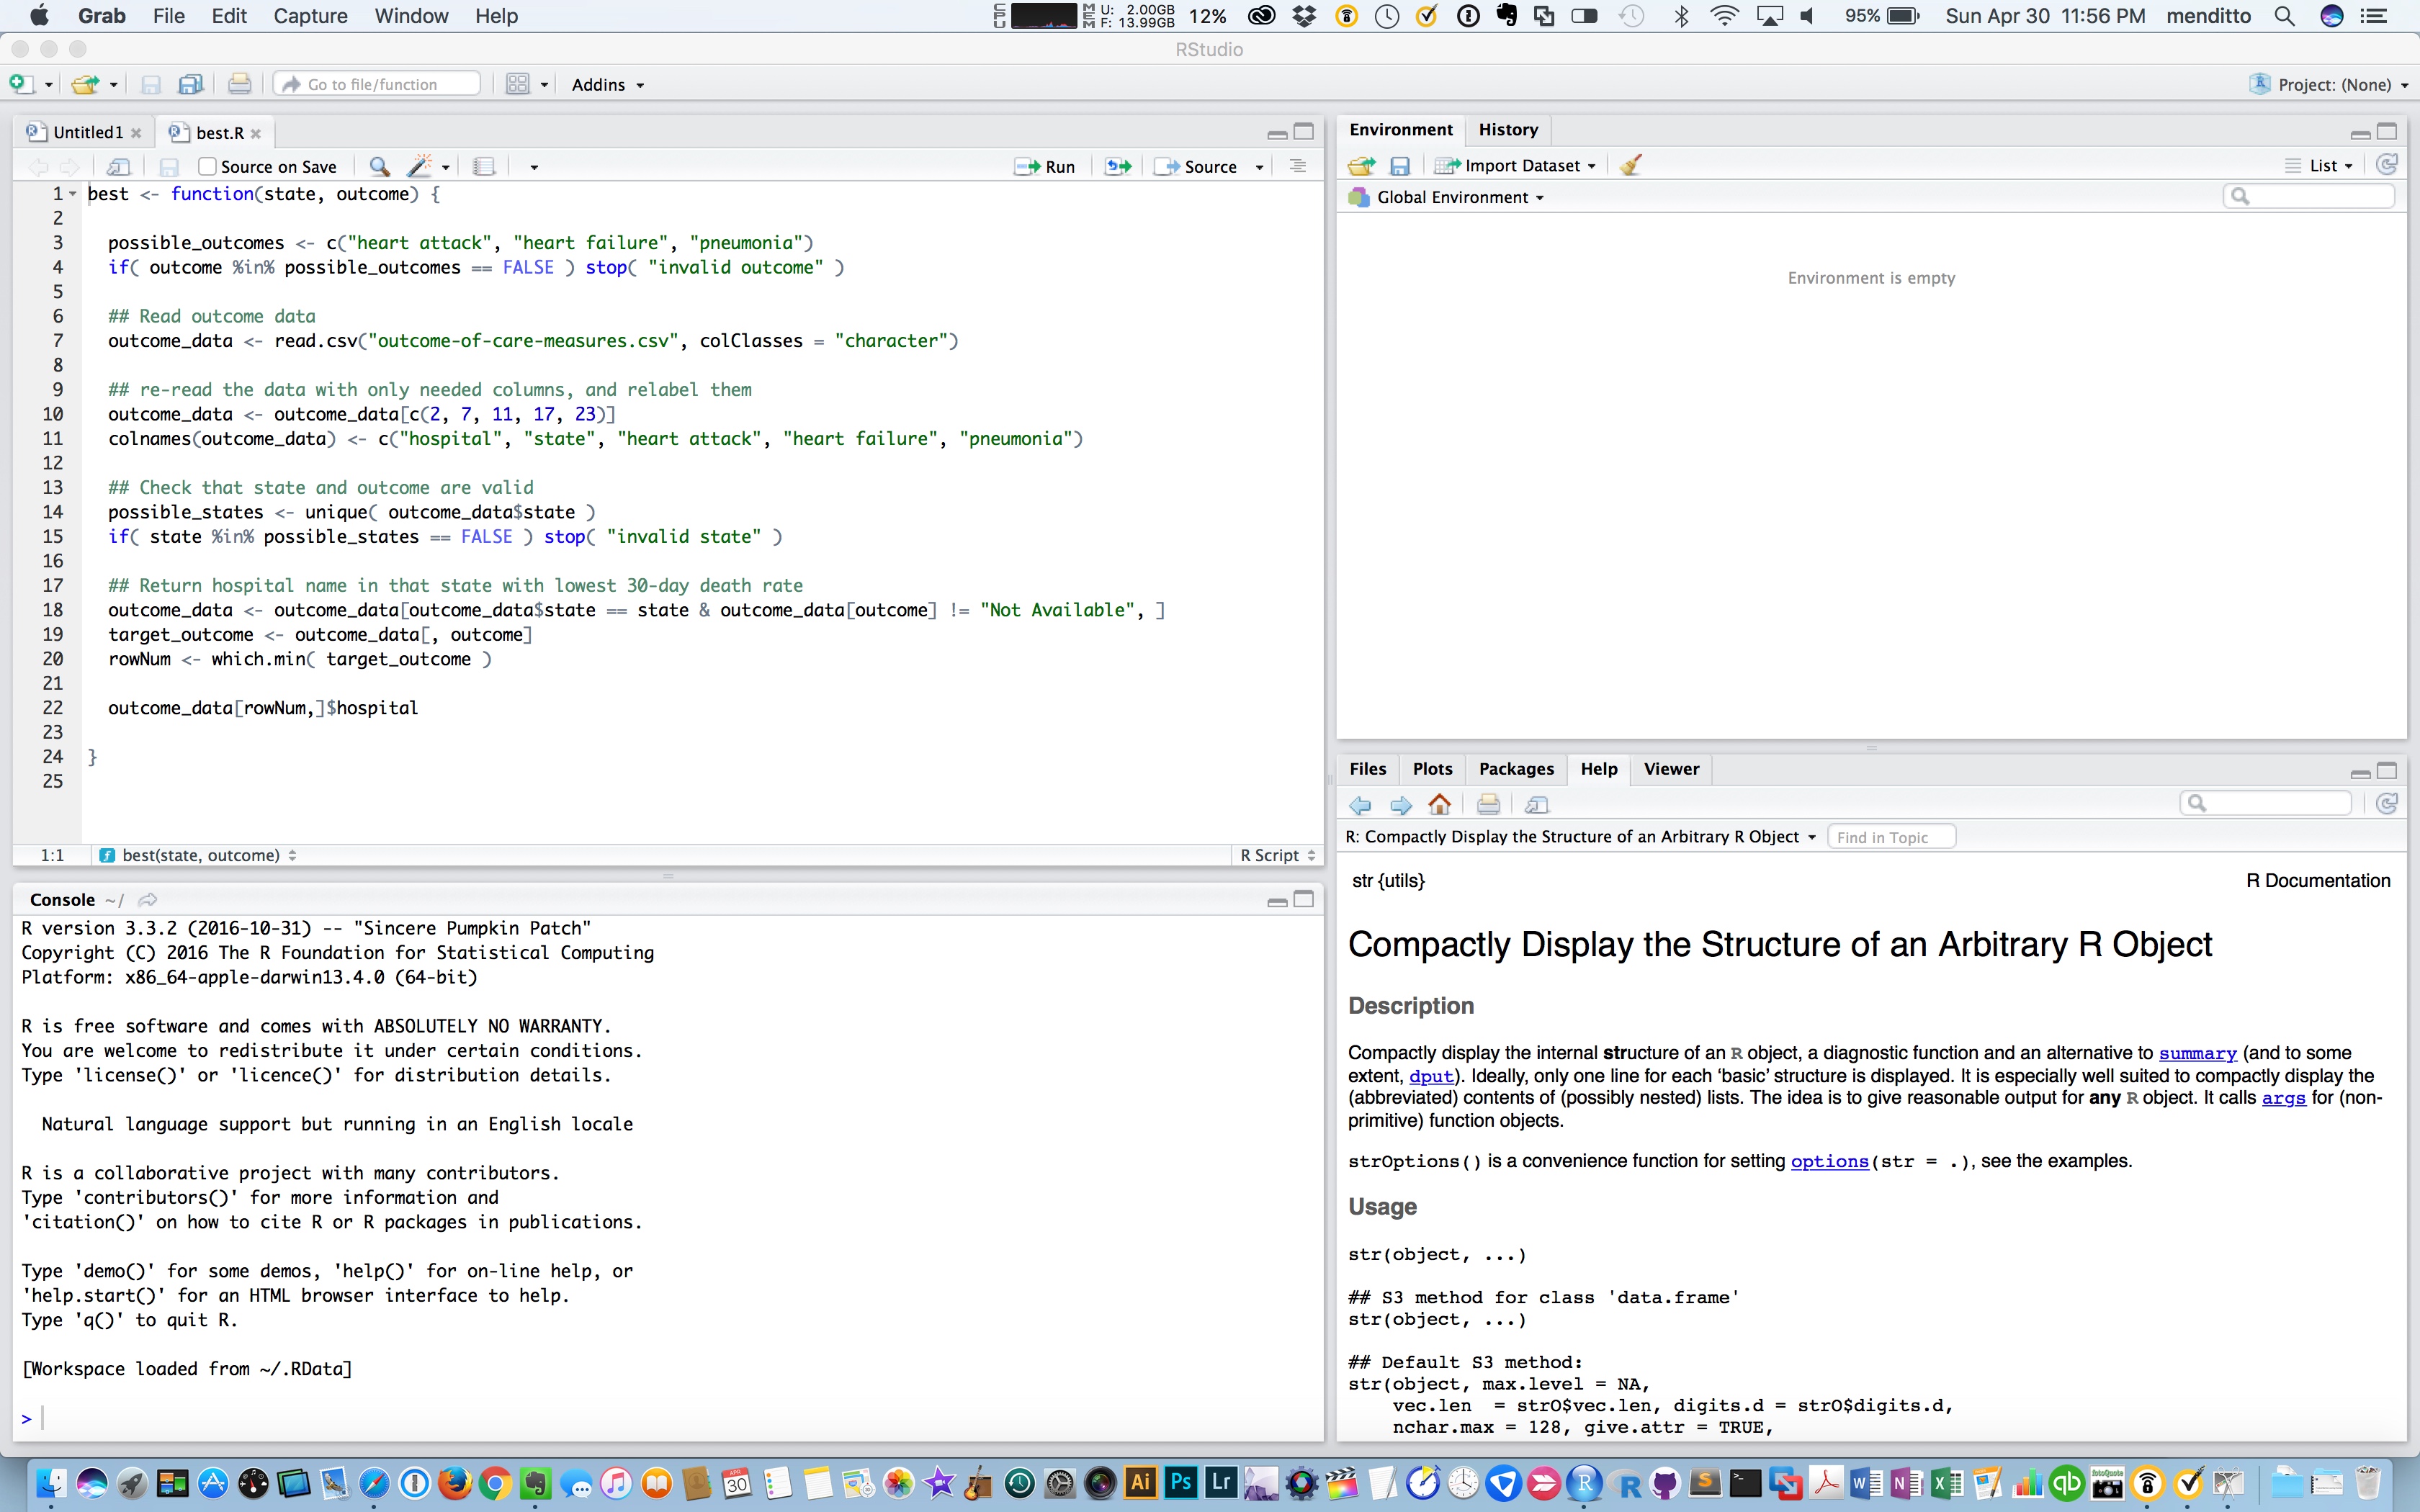 Grab File Edit Capture Window Help
CPU MEM U: 2.00GB F: 13.99GB 12% 95% Sun Apr 30 11:56 PM menditto
RStudio
Go to file/function Addins Project: (None)
Untitled1 best.R
Source on Save Run Source
1 best <- function(state, outcome) {
2
3 possible_outcomes <- c("heart attack", "heart failure", "pneumonia")
4 if( outcome %in% possible_outcomes == FALSE ) stop( "invalid outcome" )
5
6 ## Read outcome data
7 outcome_data <- read.csv("outcome-of-care-measures.csv", colClasses = "character")
8
9 ## re-read the data with only needed columns, and relabel them
10 outcome_data <- outcome_data[c(2, 7, 11, 17, 23)]
11 colnames(outcome_data) <- c("hospital", "state", "heart attack", "heart failure", "pneumonia")
12
13 ## Check that state and outcome are valid
14 possible_states <- unique( outcome_data$state )
15 if( state %in% possible_states == FALSE ) stop( "invalid state" )
16
17 ## Return hospital name in that state with lowest 30-day death rate
18 outcome_data <- outcome_data[outcome_data$state == state & outcome_data[outcome] != "Not Available", ]
19 target_outcome <- outcome_data[, outcome]
20 rowNum <- which.min( target_outcome )
21
22 outcome_data[rowNum,]$hospital
23
24 }
25
1:1 best(state, outcome) R Script
Console ~/
R version 3.3.2 (2016-10-31) -- "Sincere Pumpkin Patch"
Copyright (C) 2016 The R Foundation for Statistical Computing
Platform: x86_64-apple-darwin13.4.0 (64-bit)
R is free software and comes with ABSOLUTELY NO WARRANTY.
You are welcome to redistribute it under certain conditions.
Type 'license()' or 'licence()' for distribution details.
Natural language support but running in an English locale
R is a collaborative project with many contributors.
Type 'contributors()' for more information and
'citation()' on how to cite R or R packages in publications.
Type 'demo()' for some demos, 'help()' for on-line help, or
'help.start()' for an HTML browser interface to help.
Type 'q()' to quit R.
[Workspace loaded from ~/.RData]
>
Environment History
Import Dataset List
Global Environment
Environment is empty
Files Plots Packages Help Viewer
R: Compactly Display the Structure of an Arbitrary R Object Find in Topic
str {utils} R Documentation
Compactly Display the Structure of an Arbitrary R Object
Description
Compactly display the internal structure of an R object, a diagnostic function and an alternative to summary (and to some
extent, dput). Ideally, only one line for each ‘basic’ structure is displayed. It is especially well suited to compactly display the
(abbreviated) contents of (possibly nested) lists. The idea is to give reasonable output for any R object. It calls args for (non-
primitive) function objects.
strOptions() is a convenience function for setting options(str = .), see the examples.
Usage
str(object, ...)
## S3 method for class 'data.frame'
str(object, ...)
## Default S3 method:
str(object, max.level = NA,
vec.len = strO$vec.len, digits.d = strO$digits.d,
nchar.max = 128, give.attr = TRUE,
APR 30 Ai Ps Lr R R S W N X qb